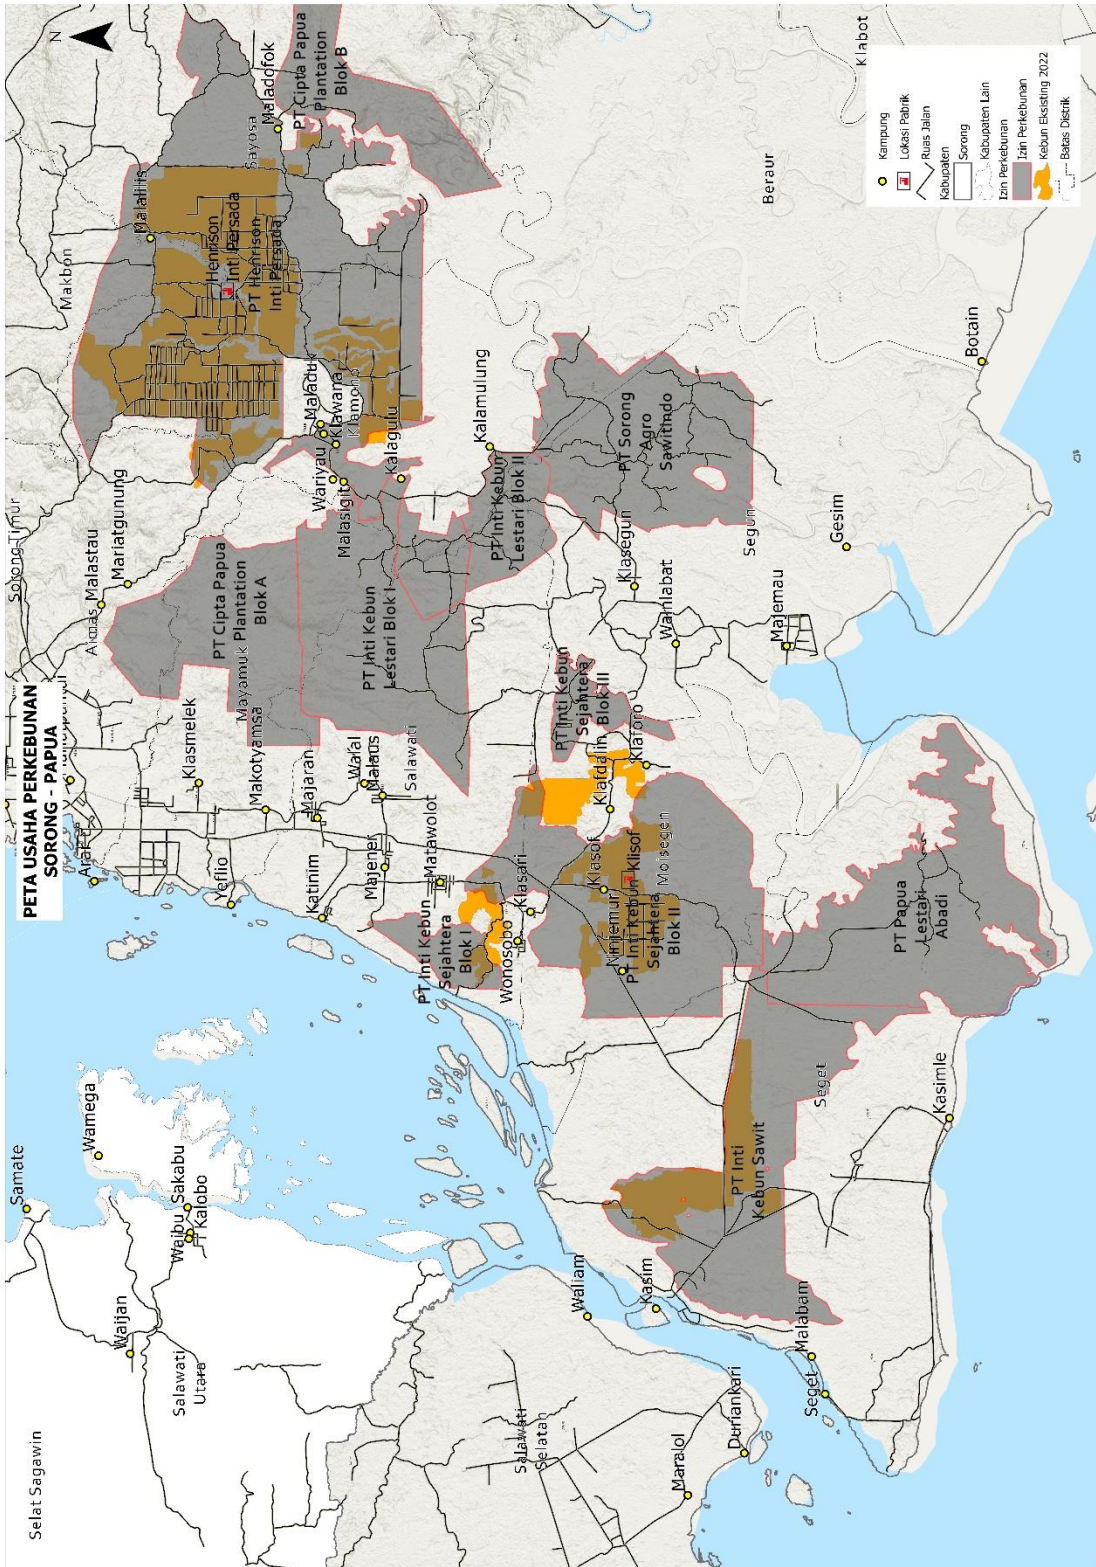 PETA USAHA PERKEBUNAN
SORONG - PAPUA
N
Kampung
Lokasi Pabrik
Ruas Jalan
Kabupaten
Sorong
Kabupaten Lain
Izin Perkebunan
Izin Perkebunan
Kebun Eksisting 2022
Batas Distrik
Selat Sagawin
Samate
Wamega
Waijan
Waibu
Sakabu
Kalobo
Salawati
Utara
Sorong Timur
Arar
Yeflio
Klasmelek
Makotyamsa
Majaran
Walal
Malaus
Salawati
Katinim
Majener
Matawolot
Aimas
Malastau
Mariatgunung
Makbon
Malalilis
Sayosa
Maladofok
PT Cipta Papua
Plantation
Blok B
Henrison
Inti Persada
PT Henrison
Inti Persada
Maladuk
Klawana
Klamono
Wariyau
Malasigit
Kalagulu
Kalamulung
PT Cipta Papua
Mayamuk
Plantation
Blok A
PT Inti Kebun
Lestari Blok I
PT Inti Kebun
Lestari Blok II
PT Sorong
Agro
Sawitindo
Segun
Klasegun
Wainlabat
Majemau
Gesim
Botain
Beraur
Klabot
PT Inti Kebun
Sejahtera
Blok I
Wonosobo
Klasari
PT Inti Kebun
Sejahtera
Blok III
Klafdalin
Klaforo
Klasof
Ninjemur
Klisof
PT Inti Kebun
Sejahtera
Blok II
Moisegen
PT Papua
Lestari
Abadi
PT Inti
Kebun Sawit
Seget
Kasimle
Waliam
Kasim
Malabam
Seget
Duriankari
Maralol
Salawati
Selatan